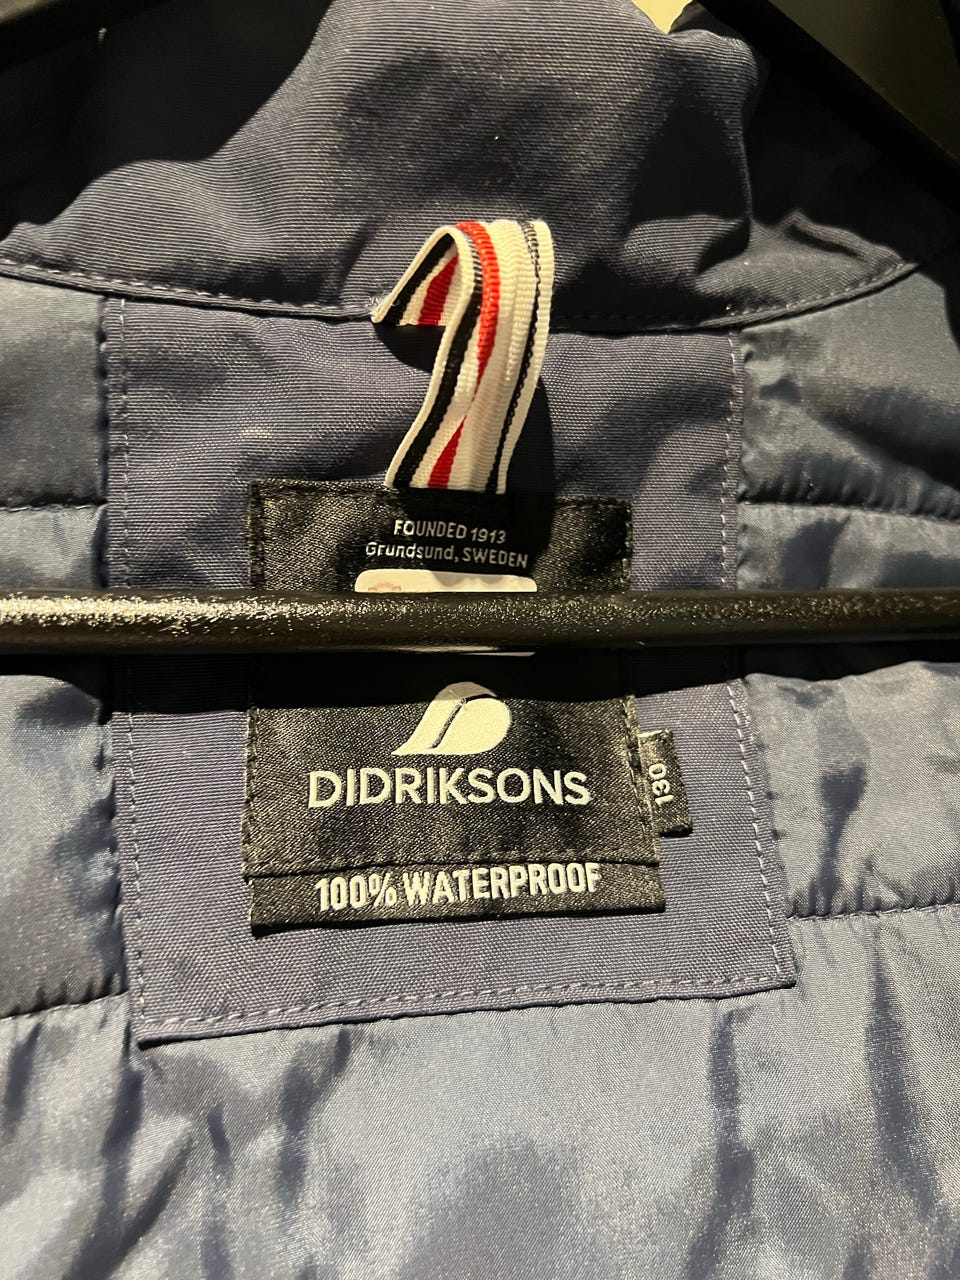 FOUNDED 1913
Grundsund, SWEDEN
DIDRIKSONS
130
100% WATERPROOF